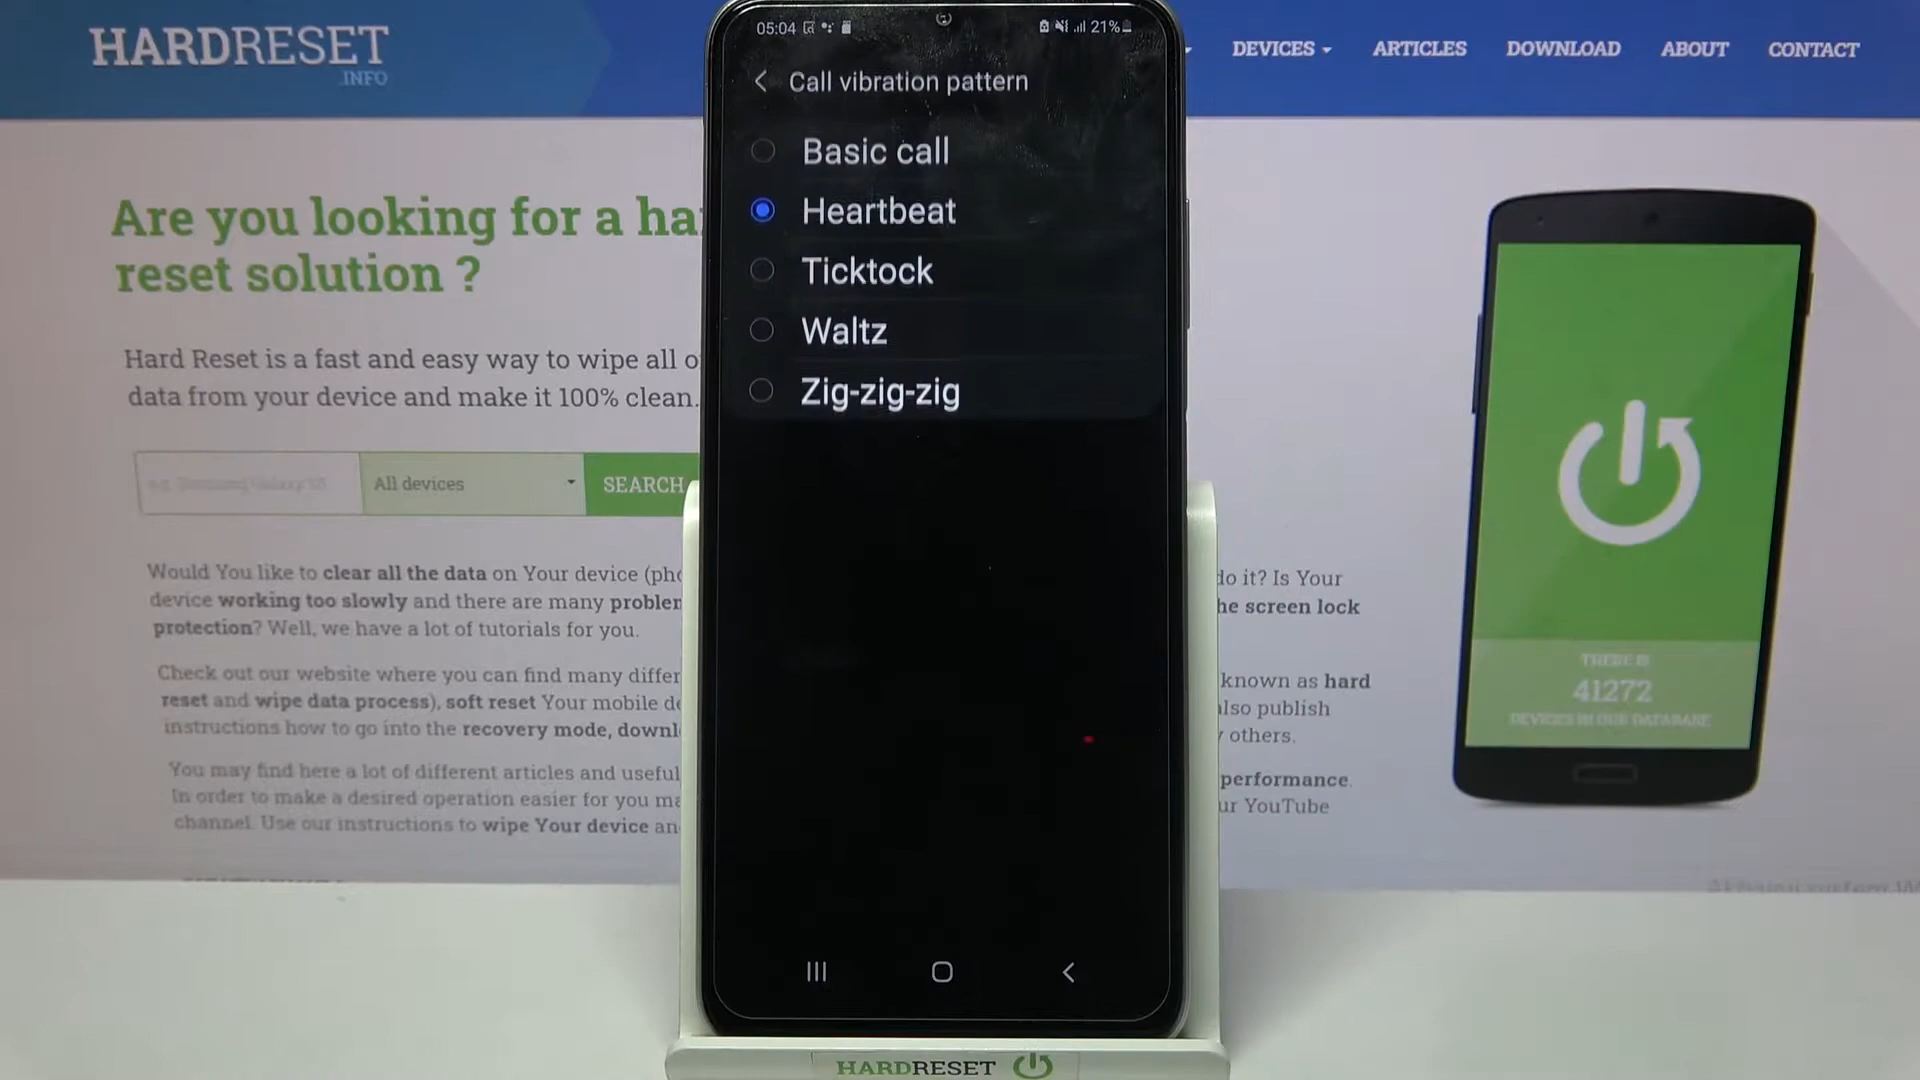 HARDRESET
.INFO
DEVICES
ARTICLES
DOWNLOAD
ABOUT
CONTACT
05:04
21%
Call vibration pattern
Basic call
Heartbeat
Ticktock
Waltz
Zig-zig-zig
Are you looking for a ha
reset solution ?
Hard Reset is a fast and easy way to wipe all o
data from your device and make it 100% clean.
All devices
SEARCH
Would You like to clear all the data on Your device (pho
device working too slowly and there are many problem
protection? Well, we have a lot of tutorials for you.
Check out our website where you can find many differ
reset and wipe data process), soft reset Your mobile de
instructions how to go into the recovery mode, downl
You may find here a lot of different articles and useful
In order to make a desired operation easier for you ma
channel. Use our instructions to wipe Your device an
do it? Is Your
he screen lock
known as hard
also publish
others.
performance.
ur YouTube
THERE IS
41272
DEVICES IN OUR DATABASE
HARDRESET